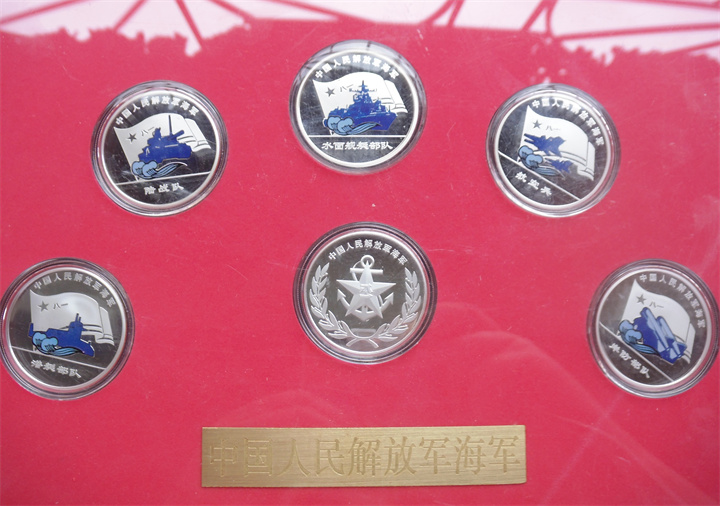 中国人民解放军海军
八一
水面舰艇部队
中国人民解放军海军
八一
陆战队
中国人民解放军海军
八一
航空兵
中国人民解放军海军
八一
潜艇部队
中国人民解放军海军
中国人民解放军海军
八一
岸防部队
中国人民解放军海军